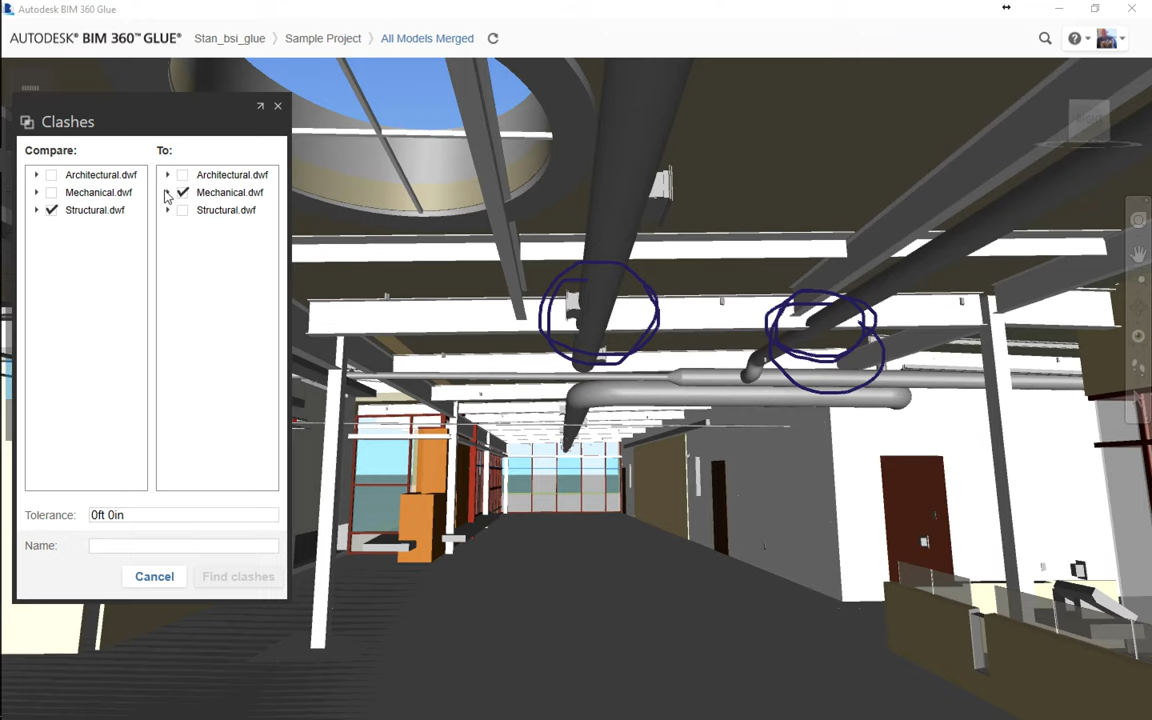 Autodesk BIM 360 Glue
AUTODESK® BIM 360™ GLUE® Stan_bsi_glue Sample Project All Models Merged
Clashes
Compare: To:
Architectural.dwf Architectural.dwf
Mechanical.dwf Mechanical.dwf
Structural.dwf Structural.dwf
Tolerance: 0ft 0in
Name:
Cancel Find clashes